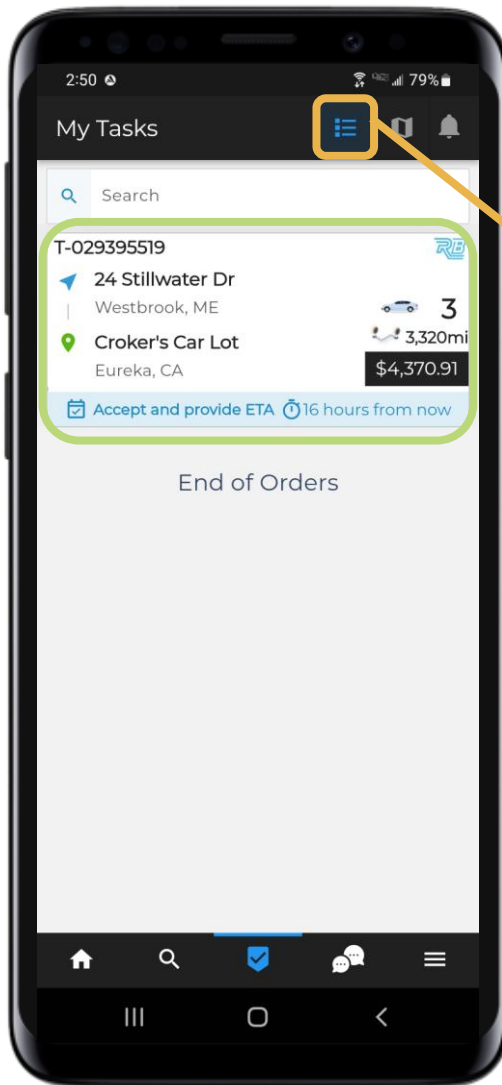 2:50 79%
My Tasks
Search
T-029395519 RB
24 Stillwater Dr
Westbrook, ME
3
Croker's Car Lot
3,320mi
Eureka, CA
$4,370.91
Accept and provide ETA 16 hours from now
End of Orders